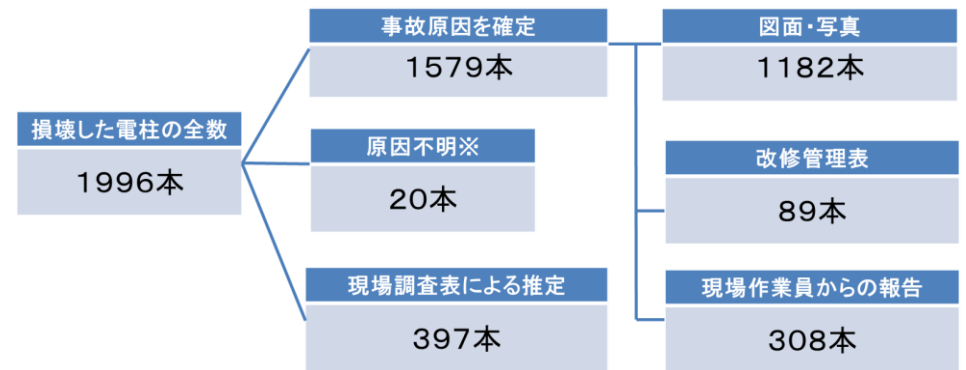 損壊した電柱の全数
1996本
事故原因を確定
1579本
原因不明※
20本
現場調査表による推定
397本
図面・写真
1182本
改修管理表
89本
現場作業員からの報告
308本